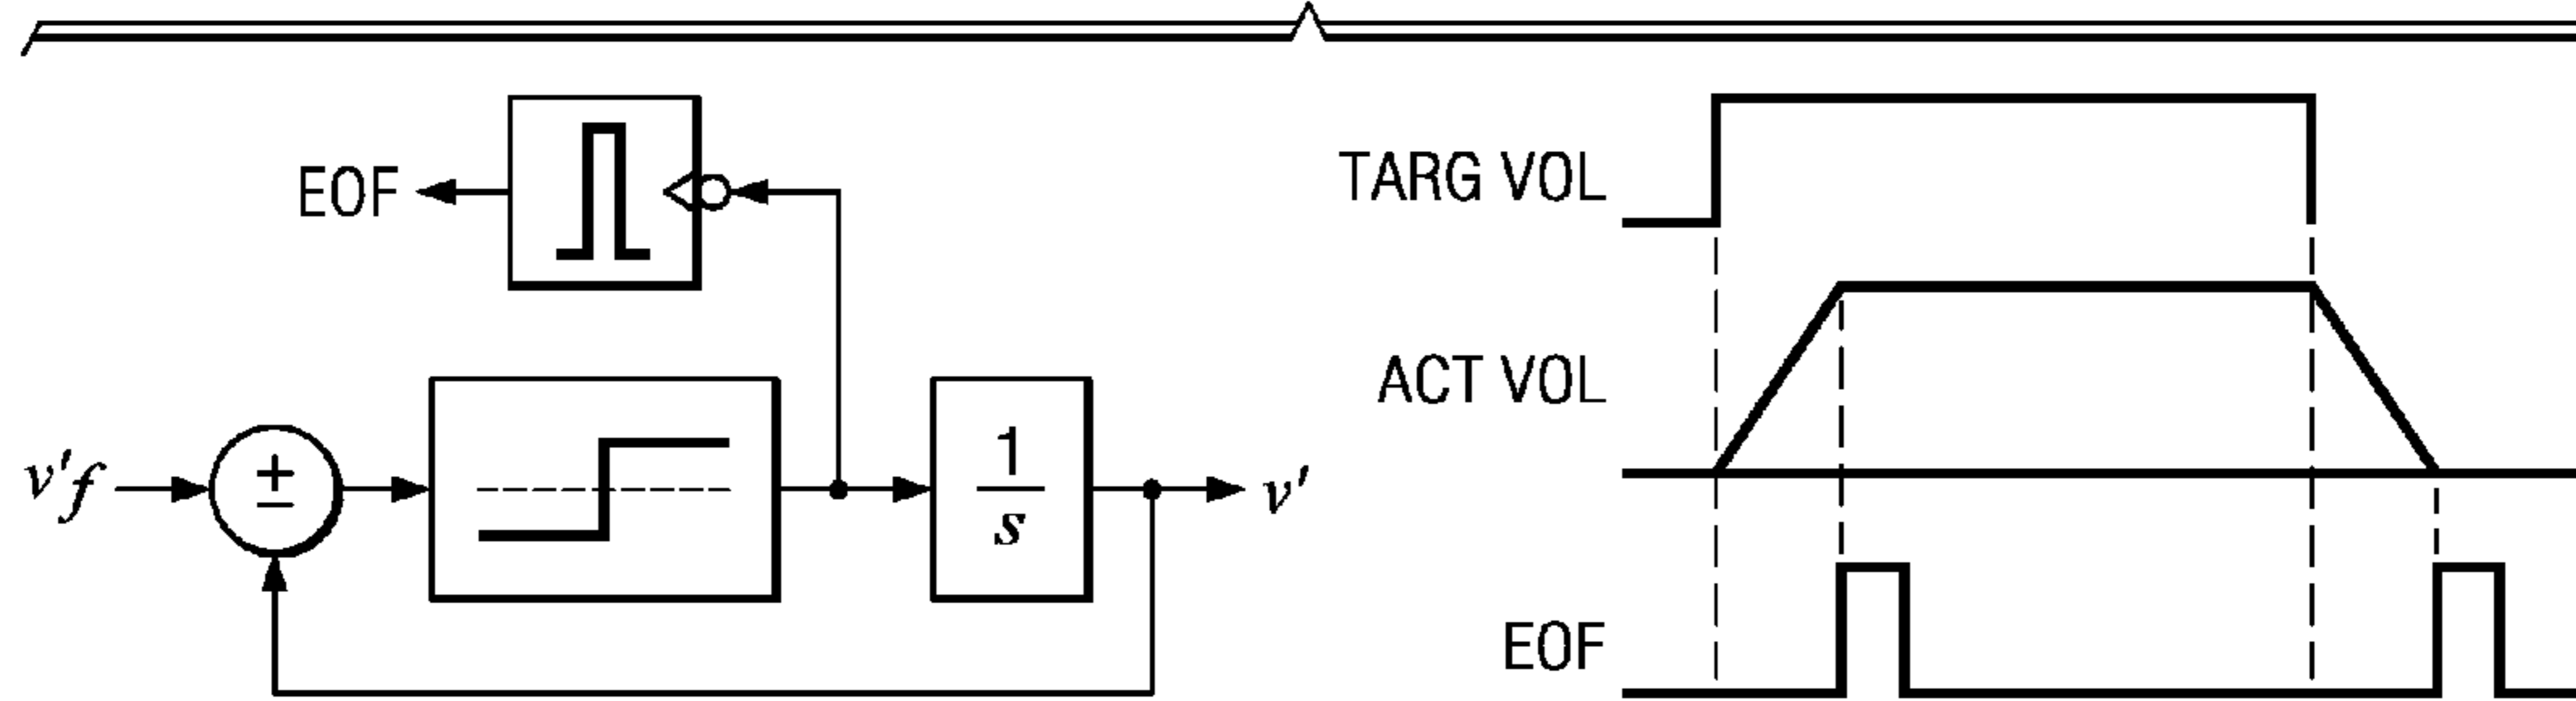 EOF
TARG VOL
ACT VOL
v'f
±
1
s
v'
EOF